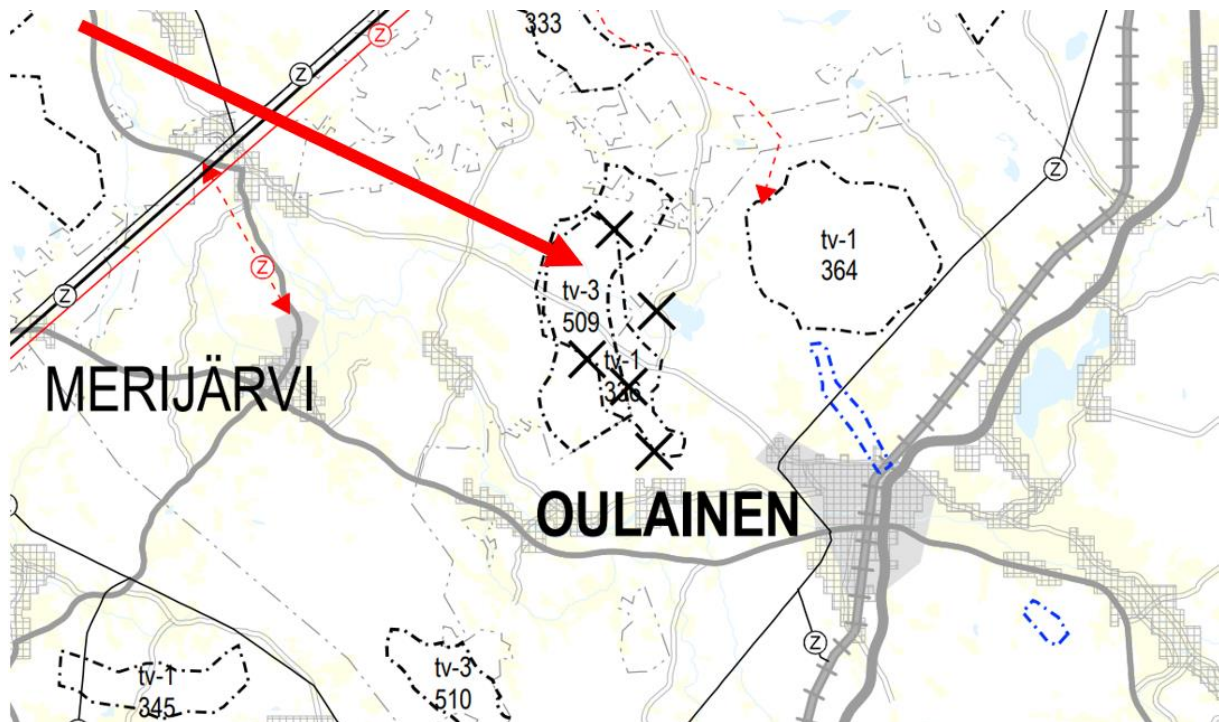 333
Z
Z
Z
tv-1
364
Z
tv-3
509
Z
tv-1
MERIJÄRVI
OULAINEN
Z
tv-1
345
tv-3
510